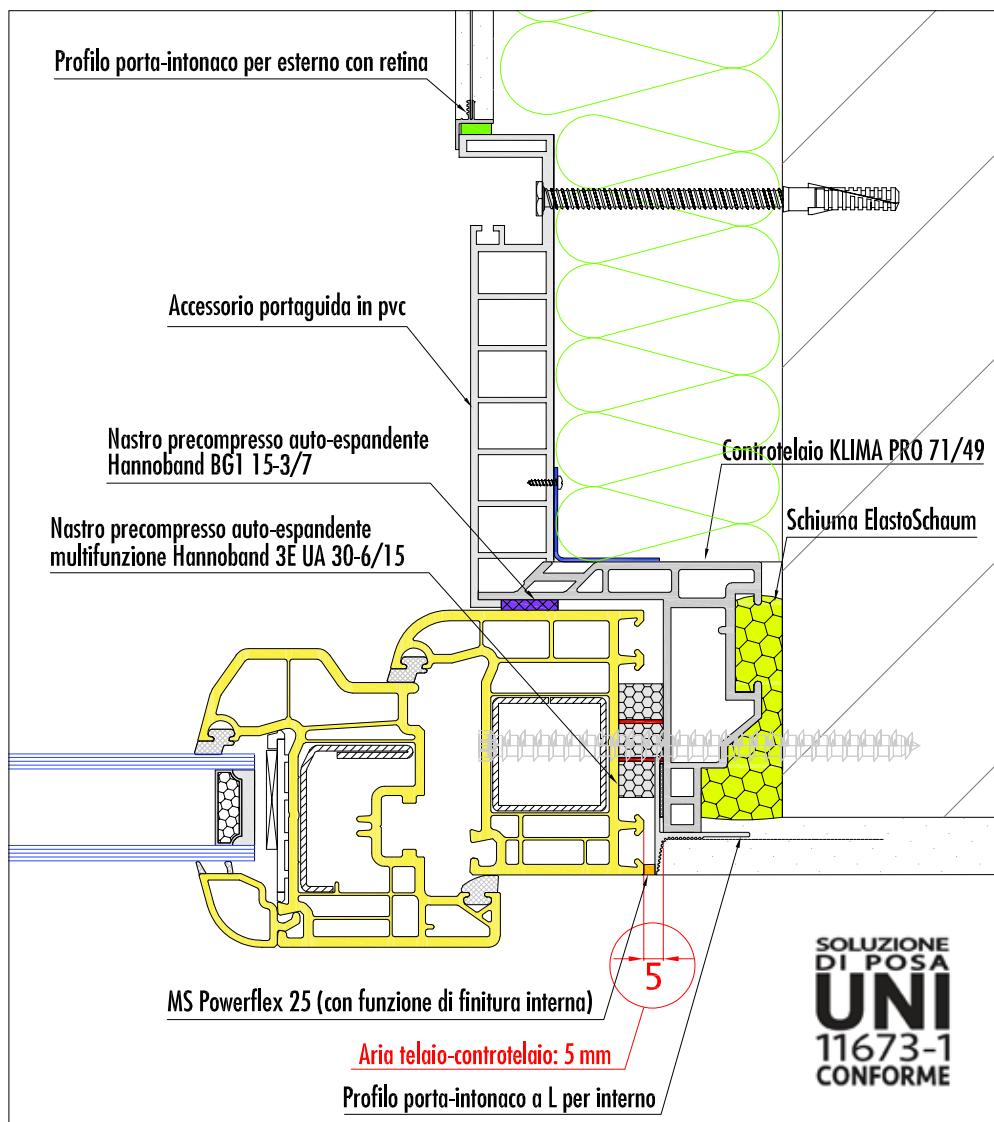 Profilo porta-intonaco per esterno con retina
Accessorio portaguida in pvc
Nastro precompresso auto-espandente
Hannoband BG1 15-3/7
Controtelaio KLIMA PRO 71/49
Nastro precompresso auto-espandente
multifunzione Hannoband 3E UA 30-6/15
Schiuma ElastoSchaum
5
MS Powerflex 25 (con funzione di finitura interna)
Aria telaio-controtelaio: 5 mm
Profilo porta-intonaco a L per interno
SOLUZIONE
DI POSA
UNI
11673-1
CONFORME